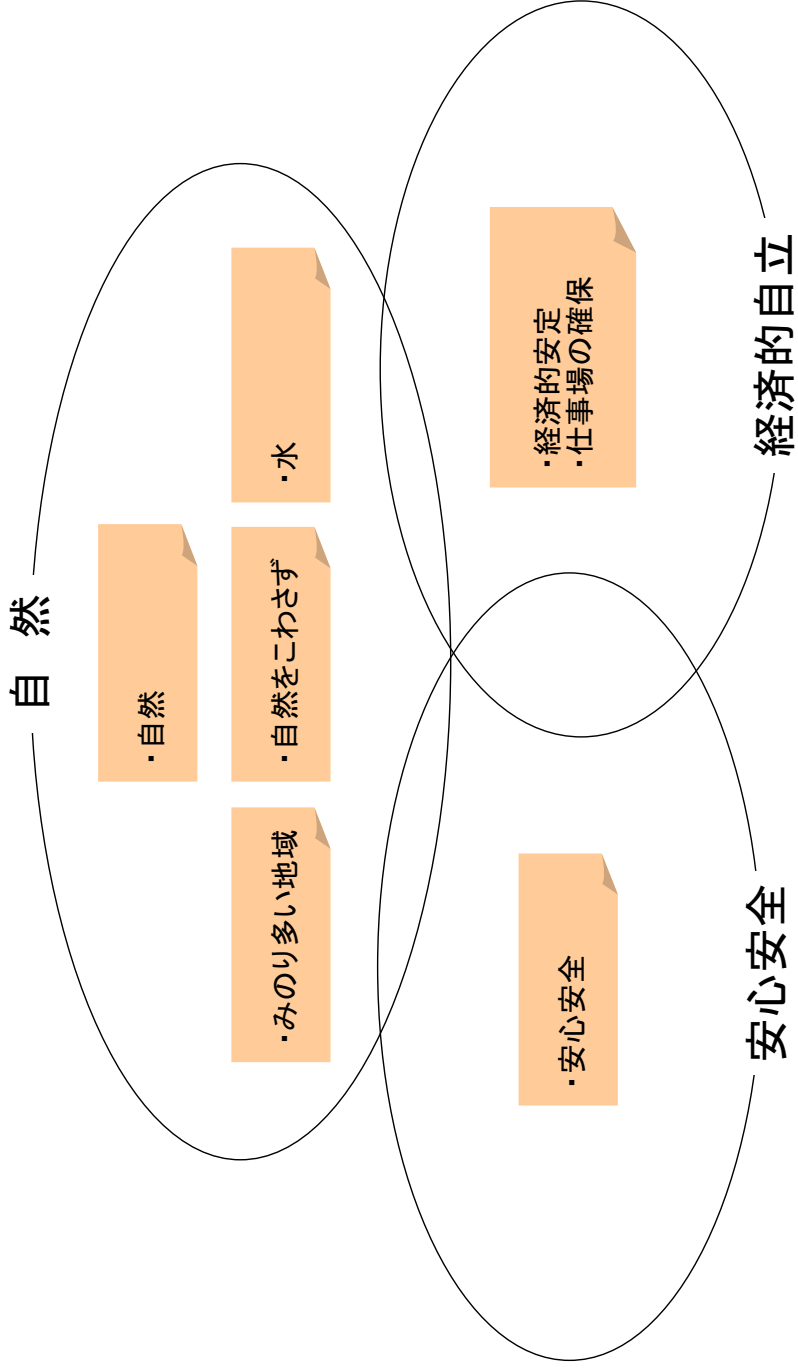 自 然
・自然
・みのり多い地域
・自然をこわさず
・水
・安心安全
・経済的安定
・仕事場の確保
安心安全
経済的自立